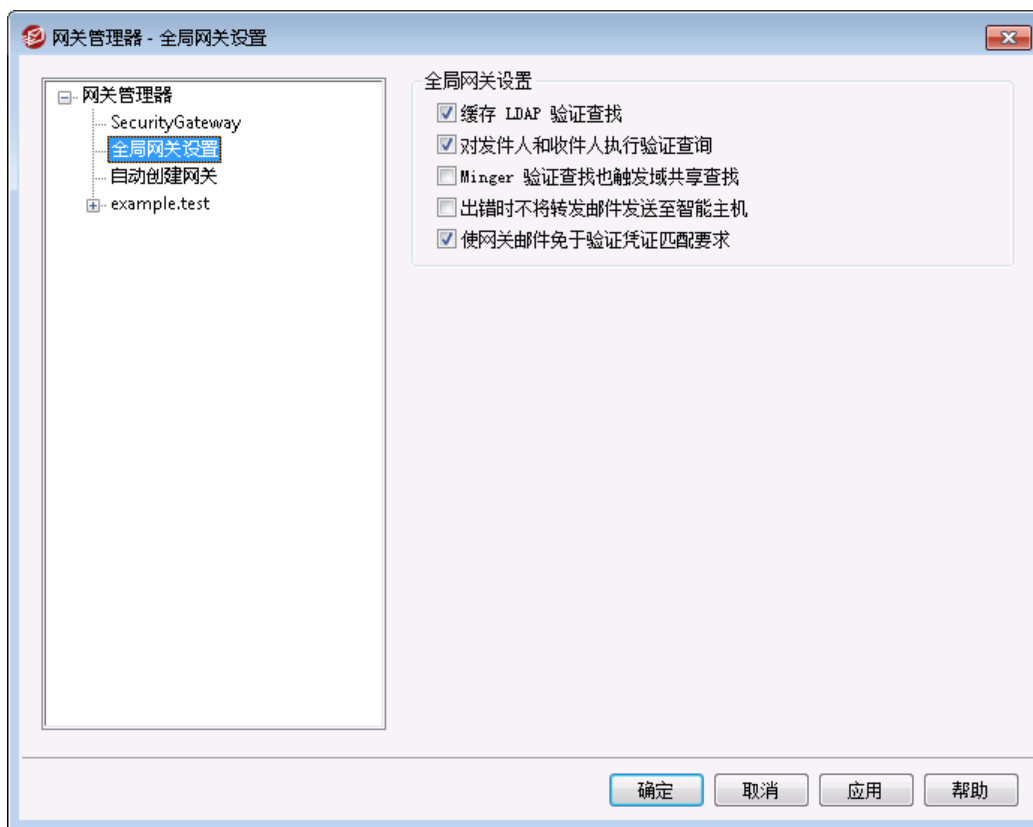 网关管理器 - 全局网关设置
网关管理器
SecurityGateway
全局网关设置
自动创建网关
example.test
全局网关设置
缓存 LDAP 验证查找
对发件人和收件人执行验证查询
Minger 验证查找也触发域共享查找
出错时不将转发邮件发送至智能主机
使网关邮件免于验证凭证匹配要求
确定
取消
应用
帮助